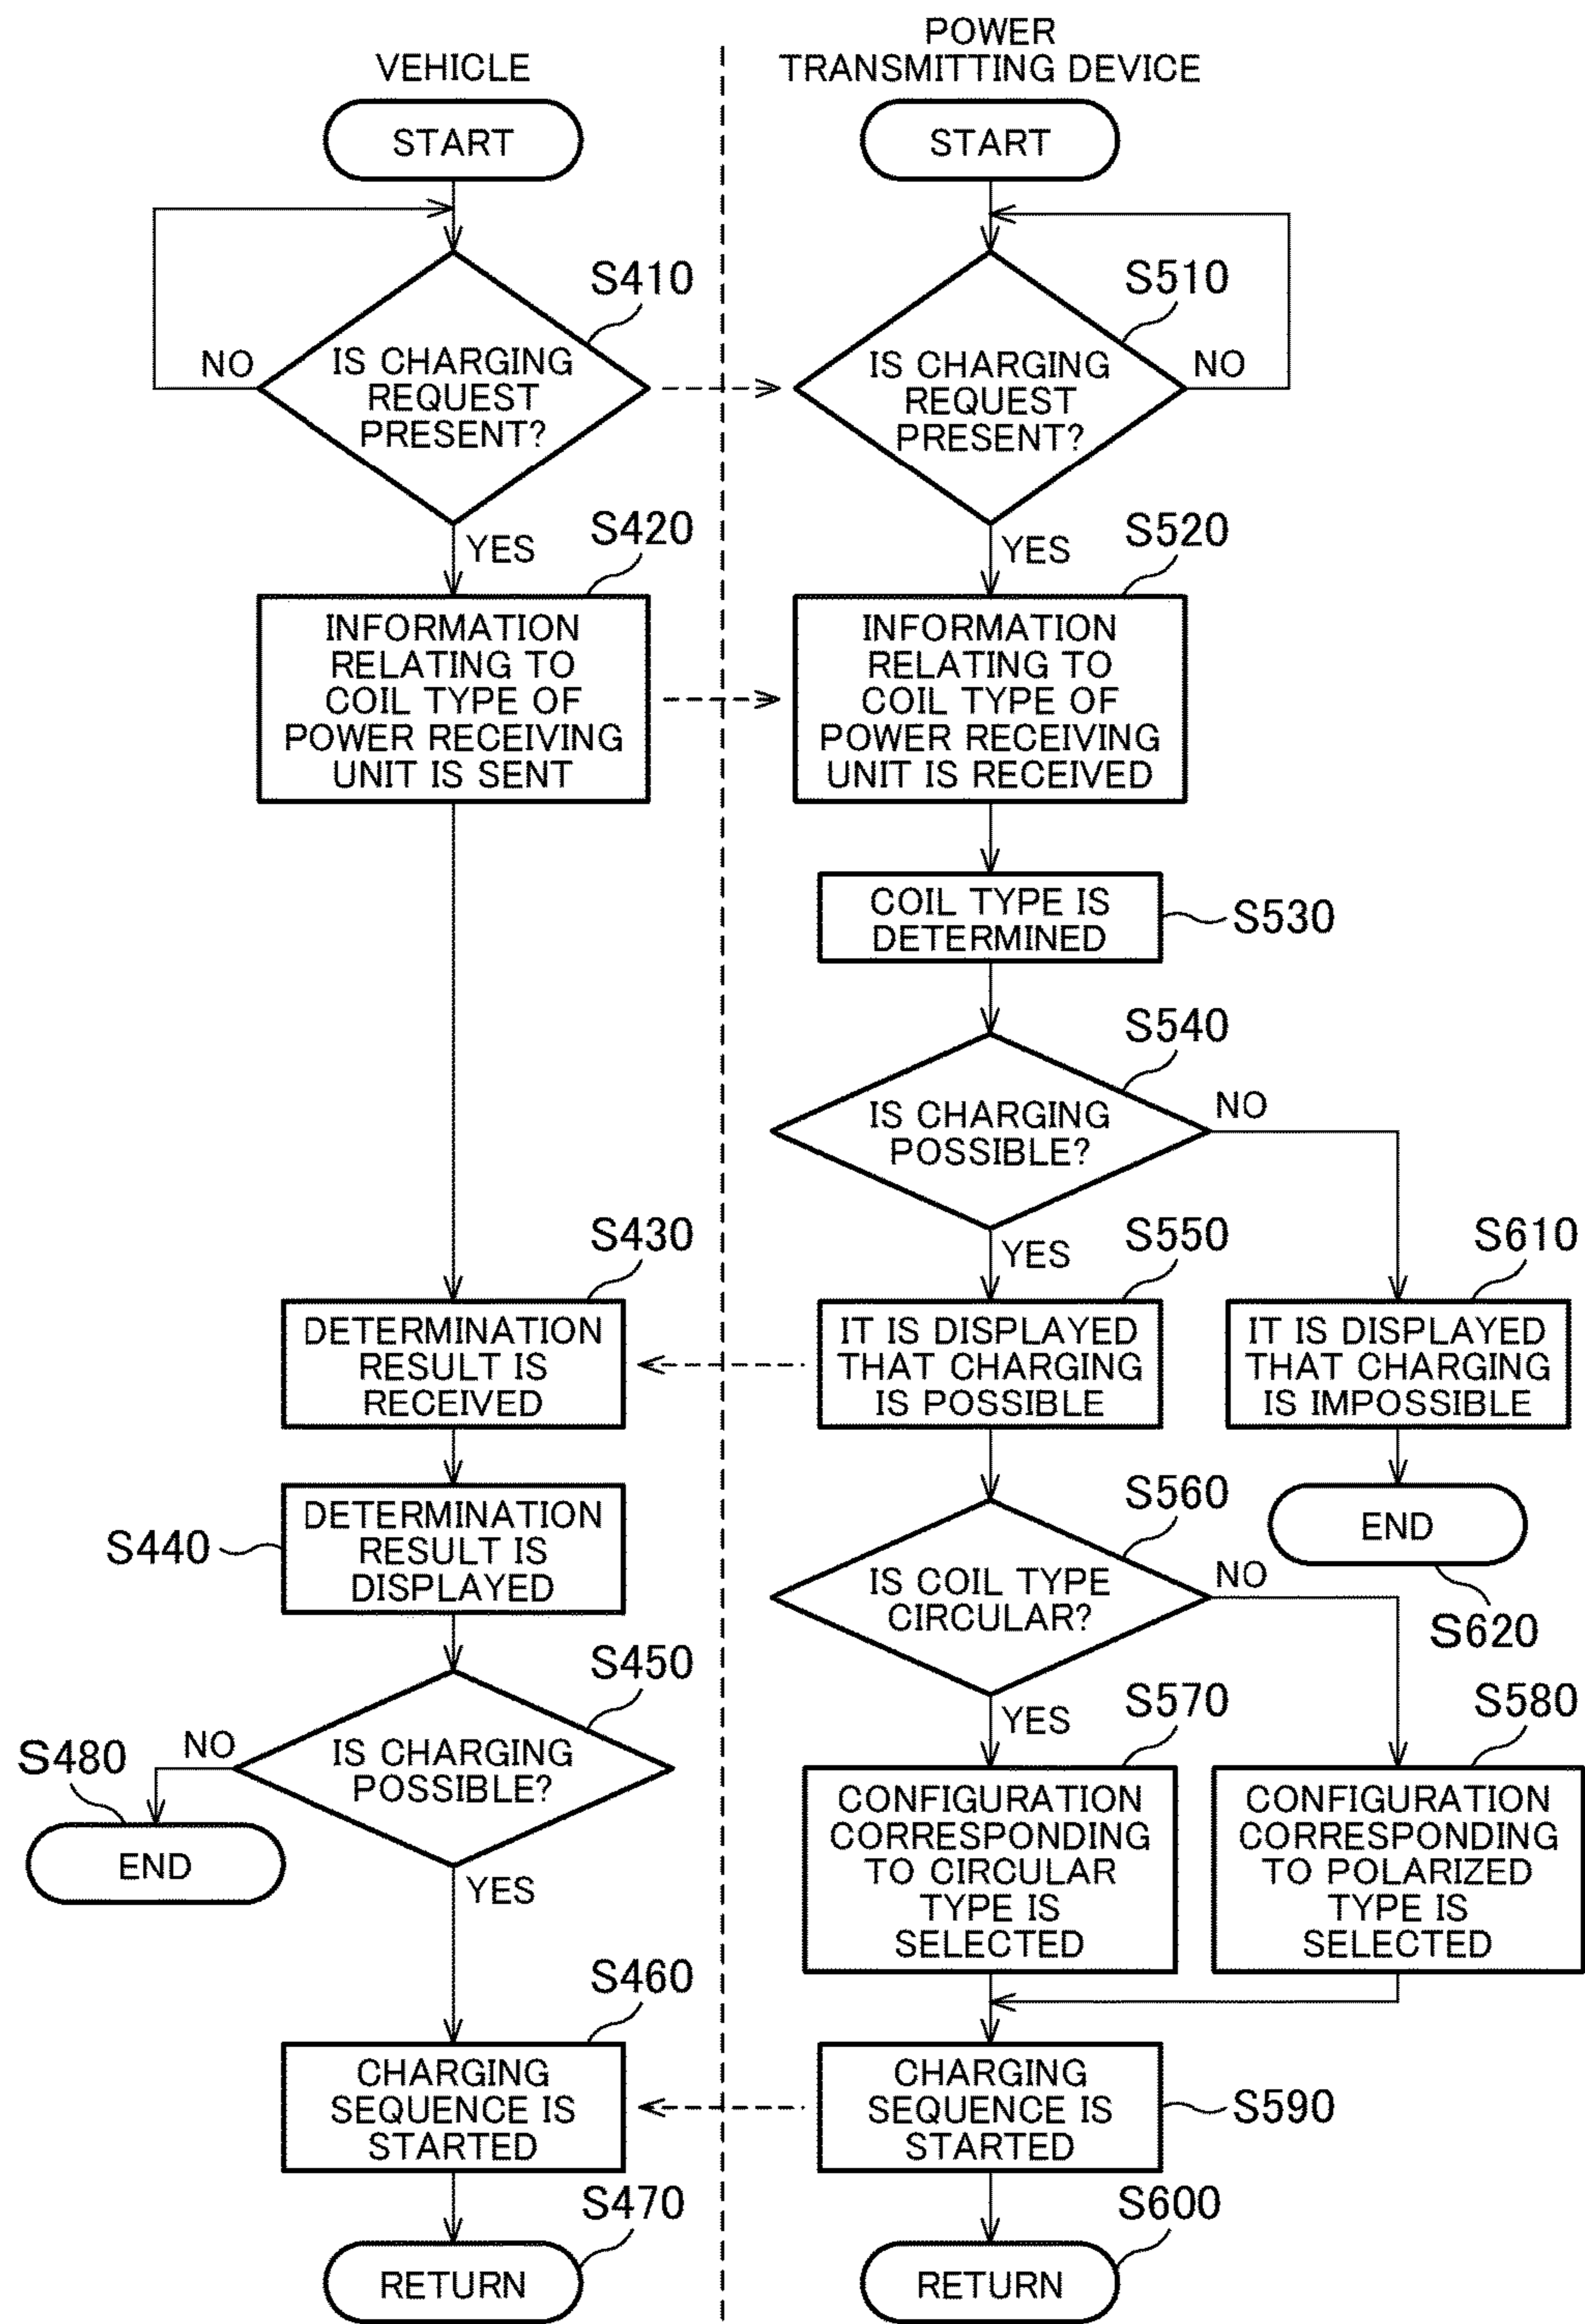 VEHICLE
POWER
TRANSMITTING DEVICE
START
START
S410
IS CHARGING
REQUEST
PRESENT?
NO
YES
S510
IS CHARGING
REQUEST
PRESENT?
NO
YES
S420
INFORMATION
RELATING TO
COIL TYPE OF
POWER RECEIVING
UNIT IS SENT
S520
INFORMATION
RELATING TO
COIL TYPE OF
POWER RECEIVING
UNIT IS RECEIVED
COIL TYPE IS
DETERMINED
S530
S540
IS CHARGING
POSSIBLE?
NO
YES
S430
DETERMINATION
RESULT IS
RECEIVED
S550
IT IS DISPLAYED
THAT CHARGING
IS POSSIBLE
S610
IT IS DISPLAYED
THAT CHARGING
IS IMPOSSIBLE
S440
DETERMINATION
RESULT IS
DISPLAYED
S560
IS COIL TYPE
CIRCULAR?
NO
YES
END
S620
S450
IS CHARGING
POSSIBLE?
NO
YES
S480
END
S570
CONFIGURATION
CORRESPONDING
TO CIRCULAR
TYPE IS
SELECTED
S580
CONFIGURATION
CORRESPONDING
TO POLARIZED
TYPE IS
SELECTED
S460
CHARGING
SEQUENCE IS
STARTED
CHARGING
SEQUENCE IS
STARTED
S590
S470
RETURN
S600
RETURN